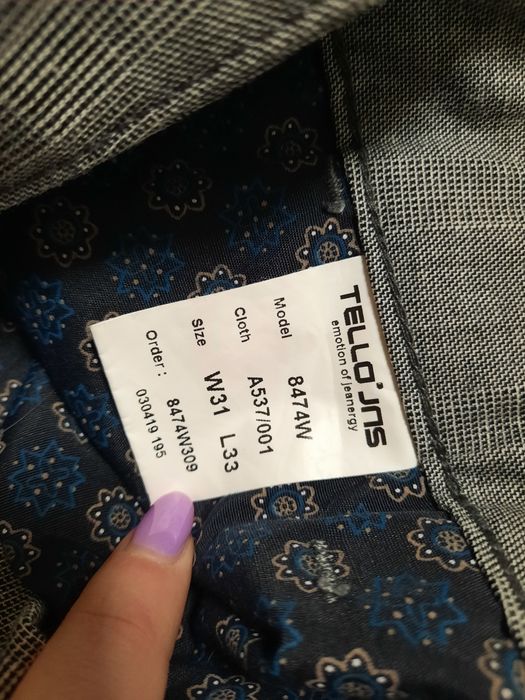 TELLO'JNS
emotion of jeanergy
Model 8474W
Cloth A537/001
Size W31 L33
Order : 8474W309
030419 195